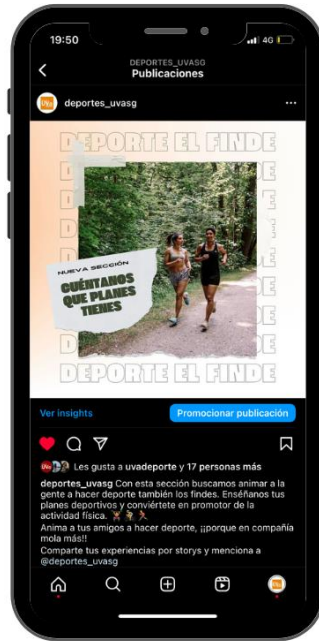 19:50
4G
DEPORTES_UVASG
Publicaciones
UVa
deportes_uvasg
DEPORTE EL FINDE
NUEVA SECCIÓN
CUÉNTANOS
QUE PLANES
TIENES
DEPORTE EL FINDE
Ver insights
Promocionar publicación
Les gusta a uvadeporte y 17 personas más
deportes_uvasg Con esta sección buscamos animar a la
gente a hacer deporte también los findes. Enséñanos tus
planes deportivos y conviértete en promotor de la
actividad física.
Anima a tus amigos a hacer deporte, ¡¡porque en compañía
mola más!!
Comparte tus experiencias por storys y menciona a
@deportes_uvasg